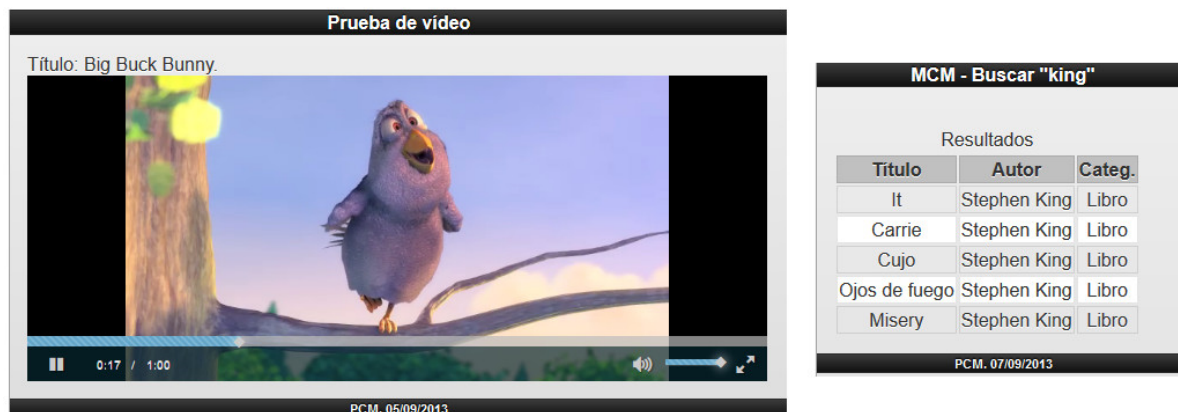 Prueba de vídeo
Título: Big Buck Bunny.
0:17 / 1:00
PCM. 05/09/2013
MCM - Buscar "king"
Resultados
Titulo Autor Categ.
It Stephen King Libro
Carrie Stephen King Libro
Cujo Stephen King Libro
Ojos de fuego Stephen King Libro
Misery Stephen King Libro
PCM. 07/09/2013